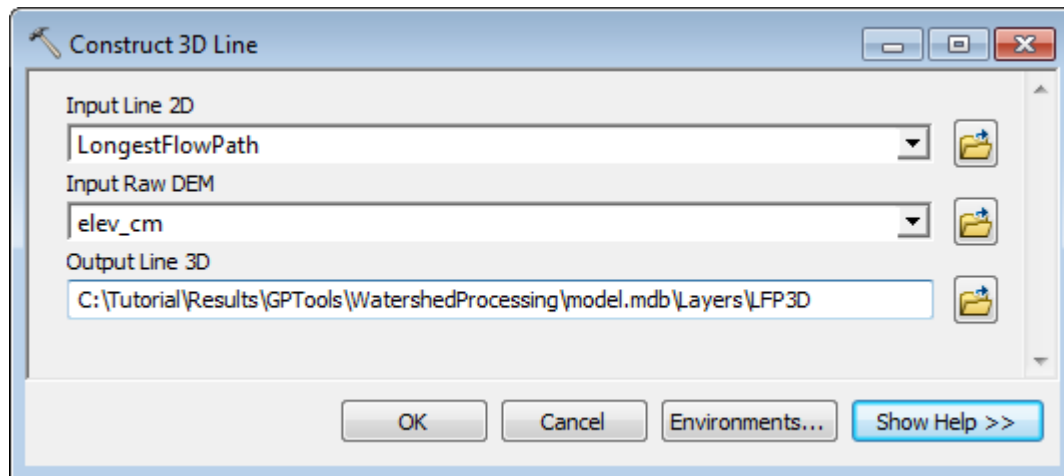 Construct 3D Line
Input Line 2D
LongestFlowPath
Input Raw DEM
elev_cm
Output Line 3D
C:\Tutorial\Results\GPTools\WatershedProcessing\model.mdb\Layers\LFP3D
OK Cancel Environments... Show Help >>